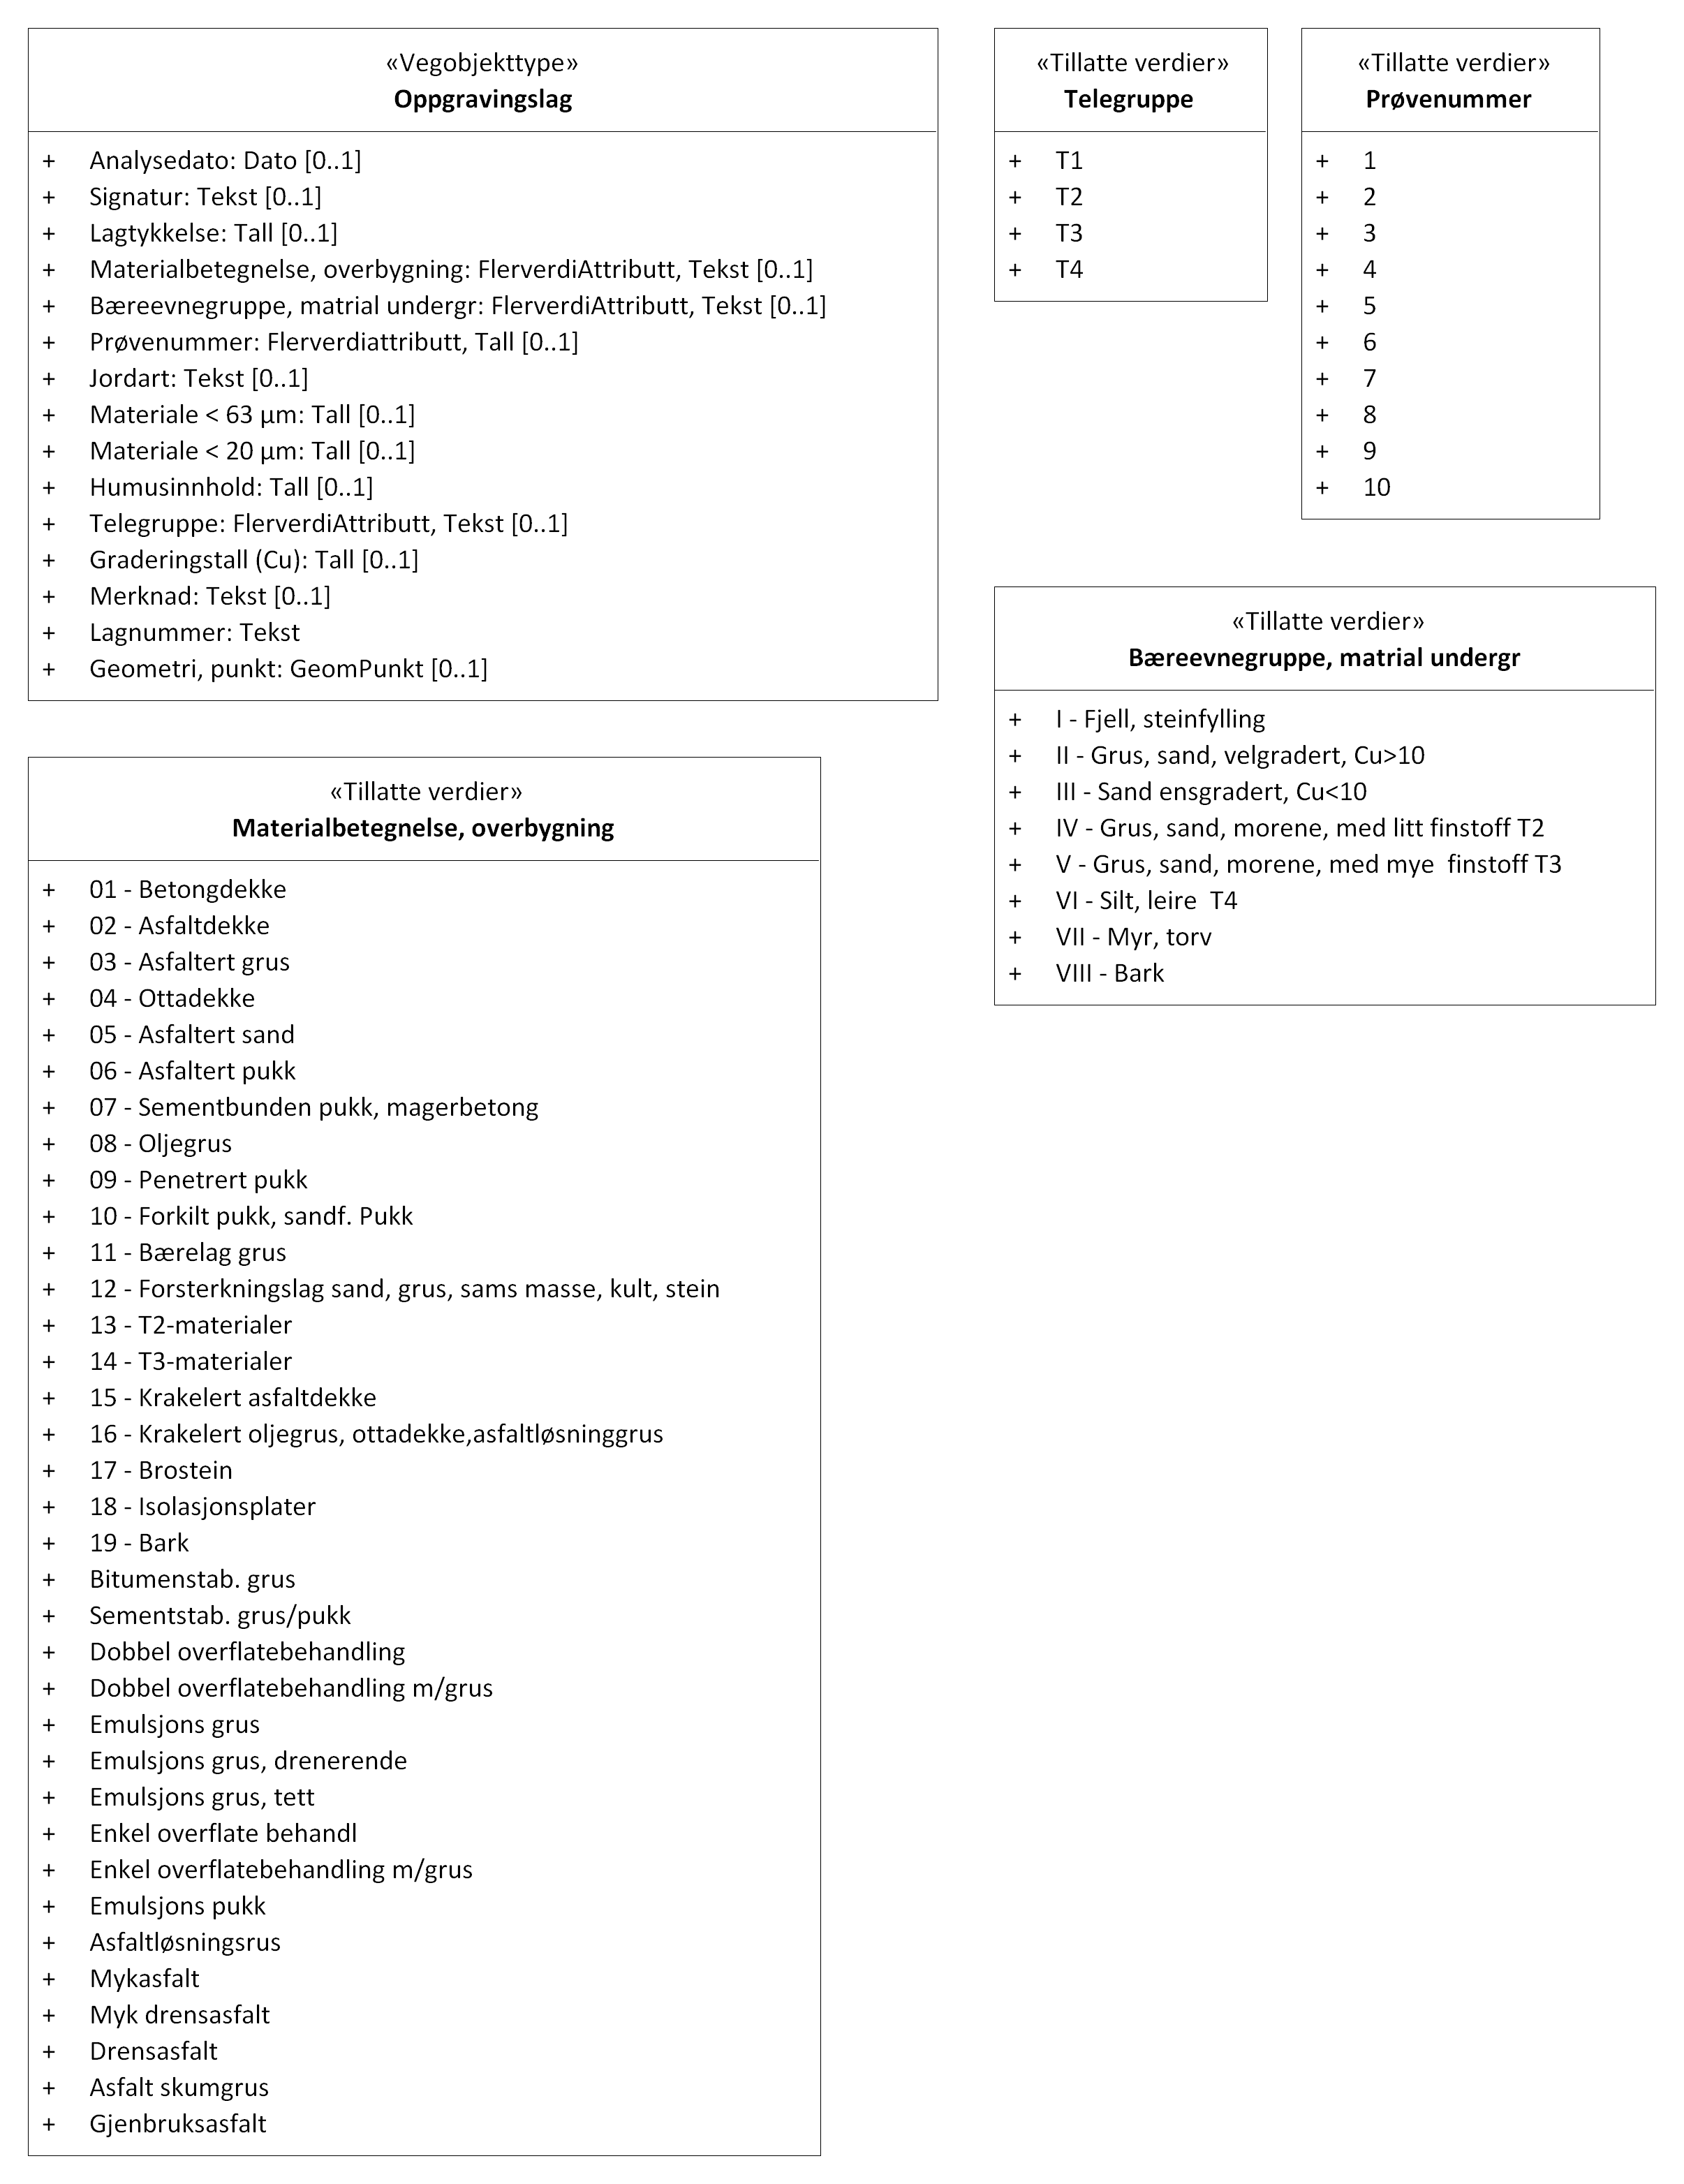 «Vegobjekttype»
Oppgravingslag
+ Analysedato: Dato [0..1]
+ Signatur: Tekst [0..1]
+ Lagtykkelse: Tall [0..1]
+ Materialbetegnelse, overbygning: FlerverdiAttributt, Tekst [0..1]
+ Bæreevnegruppe, matrial undergr: FlerverdiAttributt, Tekst [0..1]
+ Prøvenummer: Flerverdiattributt, Tall [0..1]
+ Jordart: Tekst [0..1]
+ Materiale < 63 µm: Tall [0..1]
+ Materiale < 20 µm: Tall [0..1]
+ Humusinnhold: Tall [0..1]
+ Telegruppe: FlerverdiAttributt, Tekst [0..1]
+ Graderingstall (Cu): Tall [0..1]
+ Merknad: Tekst [0..1]
+ Lagnummer: Tekst
+ Geometri, punkt: GeomPunkt [0..1]
«Tillatte verdier»
Telegruppe
+ T1
+ T2
+ T3
+ T4
«Tillatte verdier»
Prøvenummer
+ 1
+ 2
+ 3
+ 4
+ 5
+ 6
+ 7
+ 8
+ 9
+ 10
«Tillatte verdier»
Bæreevnegruppe, matrial undergr
+ I - Fjell, steinfylling
+ II - Grus, sand, velgradert, Cu>10
+ III - Sand ensgradert, Cu<10
+ IV - Grus, sand, morene, med litt finstoff T2
+ V - Grus, sand, morene, med mye  finstoff T3
+ VI - Silt, leire  T4
+ VII - Myr, torv
+ VIII - Bark
«Tillatte verdier»
Materialbetegnelse, overbygning
+ 01 - Betongdekke
+ 02 - Asfaltdekke
+ 03 - Asfaltert grus
+ 04 - Ottadekke
+ 05 - Asfaltert sand
+ 06 - Asfaltert pukk
+ 07 - Sementbunden pukk, magerbetong
+ 08 - Oljegrus
+ 09 - Penetrert pukk
+ 10 - Forkilt pukk, sandf. Pukk
+ 11 - Bærelag grus
+ 12 - Forsterkningslag sand, grus, sams masse, kult, stein
+ 13 - T2-materialer
+ 14 - T3-materialer
+ 15 - Krakelert asfaltdekke
+ 16 - Krakelert oljegrus, ottadekke,asfaltløsninggrus
+ 17 - Brostein
+ 18 - Isolasjonsplater
+ 19 - Bark
+ Bitumenstab. grus
+ Sementstab. grus/pukk
+ Dobbel overflatebehandling
+ Dobbel overflatebehandling m/grus
+ Emulsjons grus
+ Emulsjons grus, drenerende
+ Emulsjons grus, tett
+ Enkel overflate behandl
+ Enkel overflatebehandling m/grus
+ Emulsjons pukk
+ Asfaltløsningsrus
+ Mykasfalt
+ Myk drensasfalt
+ Drensasfalt
+ Asfalt skumgrus
+ Gjenbruksasfalt